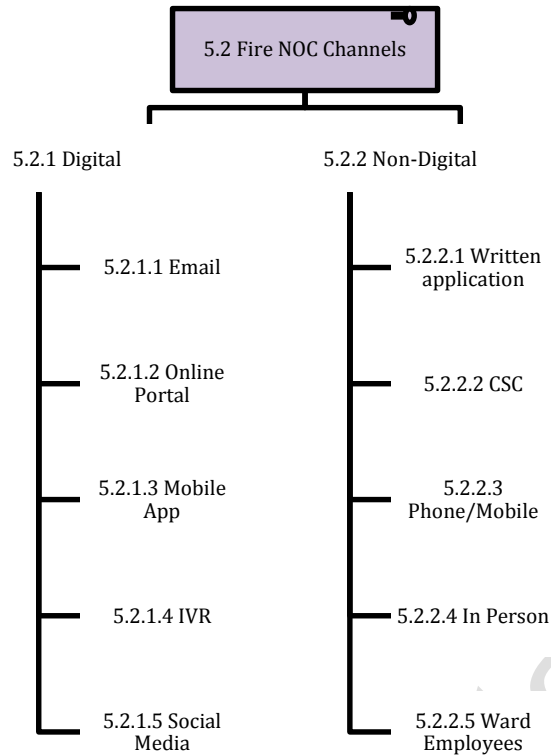 5.2 Fire NOC Channels
5.2.1 Digital
5.2.1.1 Email
5.2.1.2 Online
Portal
5.2.1.3 Mobile
App
5.2.1.4 IVR
5.2.1.5 Social
Media
5.2.2 Non-Digital
5.2.2.1 Written
application
5.2.2.2 CSC
5.2.2.3
Phone/Mobile
5.2.2.4 In Person
5.2.2.5 Ward
Employees